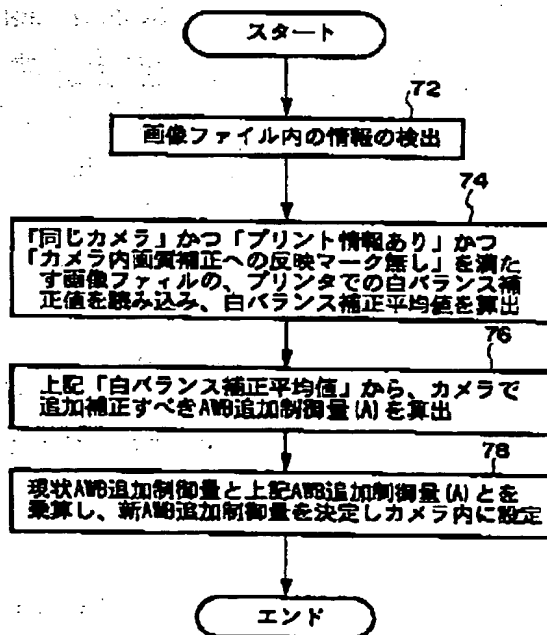 スタート
72
画像ファイル内の情報の検出
74
「同じカメラ」かつ「プリント情報あり」かつ
「カメラ内画質補正への反映マーク無し」を満た
す画像ファィルの、プリンタでの白バランス補
正値を読み込み、白バランス補正平均値を算出
76
上記「白バランス補正平均値」から、カメラで
追加補正すべきAWB追加制御量(A)を算出
78
現状AWB追加制御量と上記AWB追加制御量(A)とを
乗算し、新AWB追加制御量を決定しカメラ内に設定
エンド